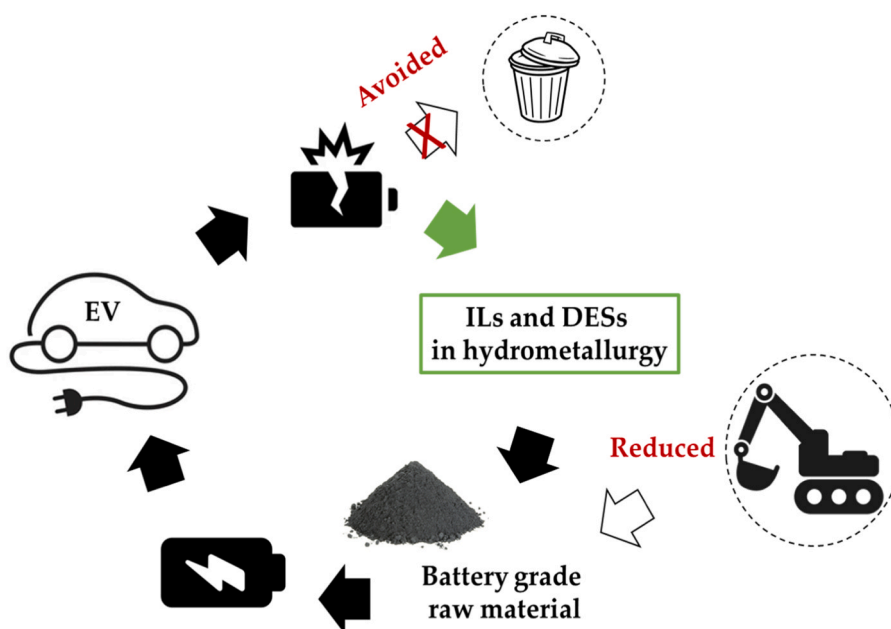 Avoided
EV
ILs and DESs
in hydrometallurgy
Reduced
Battery grade
raw material